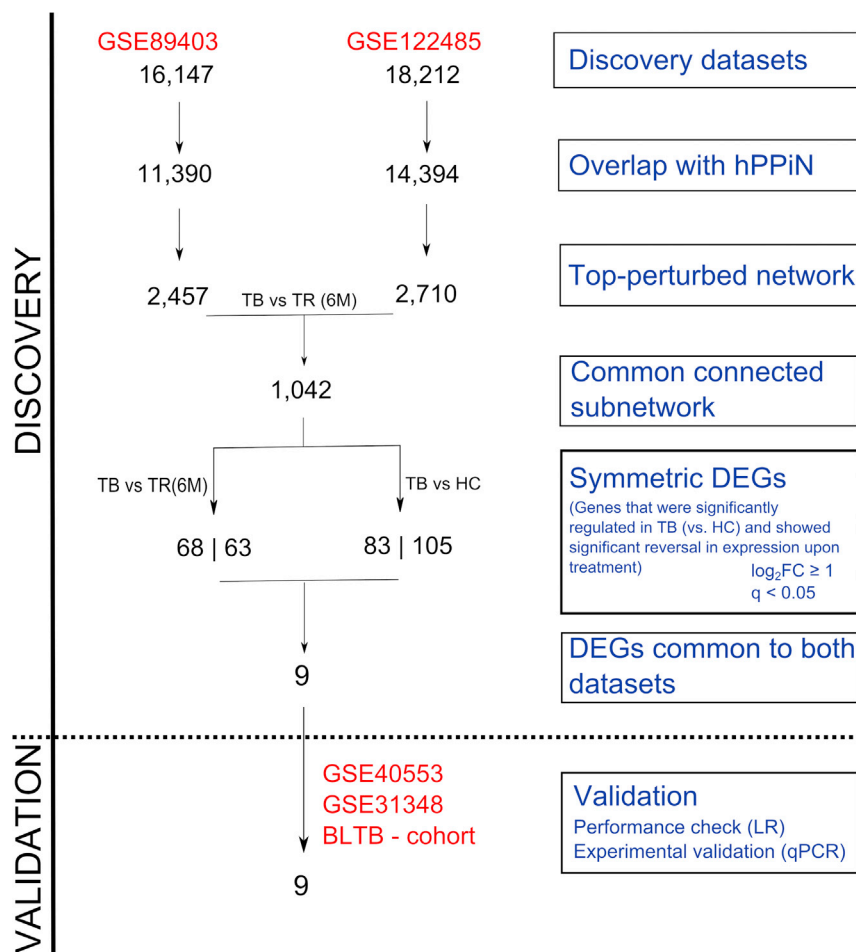 GSE89403
GSE122485
Discovery datasets
16,147
18,212
11,390
14,394
Overlap with hPPiN
2,457
TB vs TR (6M)
2,710
Top-perturbed network
1,042
Common connected
subnetwork
TB vs TR(6M)
TB vs HC
68 | 63
83 | 105
Symmetric DEGs
(Genes that were significantly
regulated in TB (vs. HC) and showed
significant reversal in expression upon
treatment)
log₂FC ≥ 1
q < 0.05
9
DEGs common to both
datasets
DISCOVERY
GSE40553
GSE31348
BLTB - cohort
9
Validation
Performance check (LR)
Experimental validation (qPCR)
VALIDATION